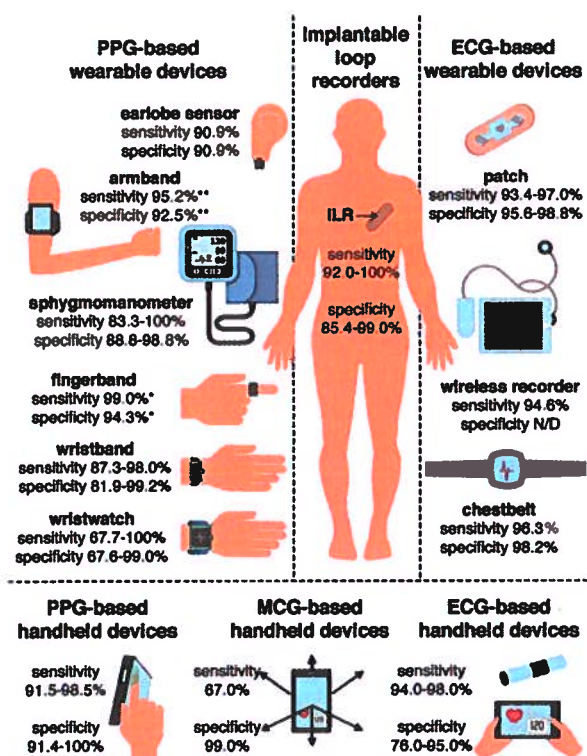 PPG-based
wearable devices
earlobe sensor
sensitivity 90.9%
specificity 90.9%
armband
sensitivity 95.2%**
specificity 92.5%**
120
80
sphygmomanometer
sensitivity 83.3-100%
specificity 88.8-98.8%
fingerband
sensitivity 99.0%*
specificity 94.3%*
wristband
sensitivity 87.3-98.0%
specificity 81.9-99.2%
wristwatch
sensitivity 67.7-100%
specificity 67.6-99.0%
Implantable
loop
recorders
ILR
sensitivity
92.0-100%
specificity
85.4-99.0%
ECG-based
wearable devices
patch
sensitivity 93.4-97.0%
specificity 95.6-98.8%
wireless recorder
sensitivity 94.6%
specificity N/D
chestbelt
sensitivity 96.3%
specificity 98.2%
PPG-based
handheld devices
sensitivity
91.5-98.5%
specificity
91.4-100%
MCG-based
handheld devices
sensitivity
67.0%
specificity
99.0%
ECG-based
handheld devices
sensitivity
94.0-98.0%
specificity
76.0-95.0%
120